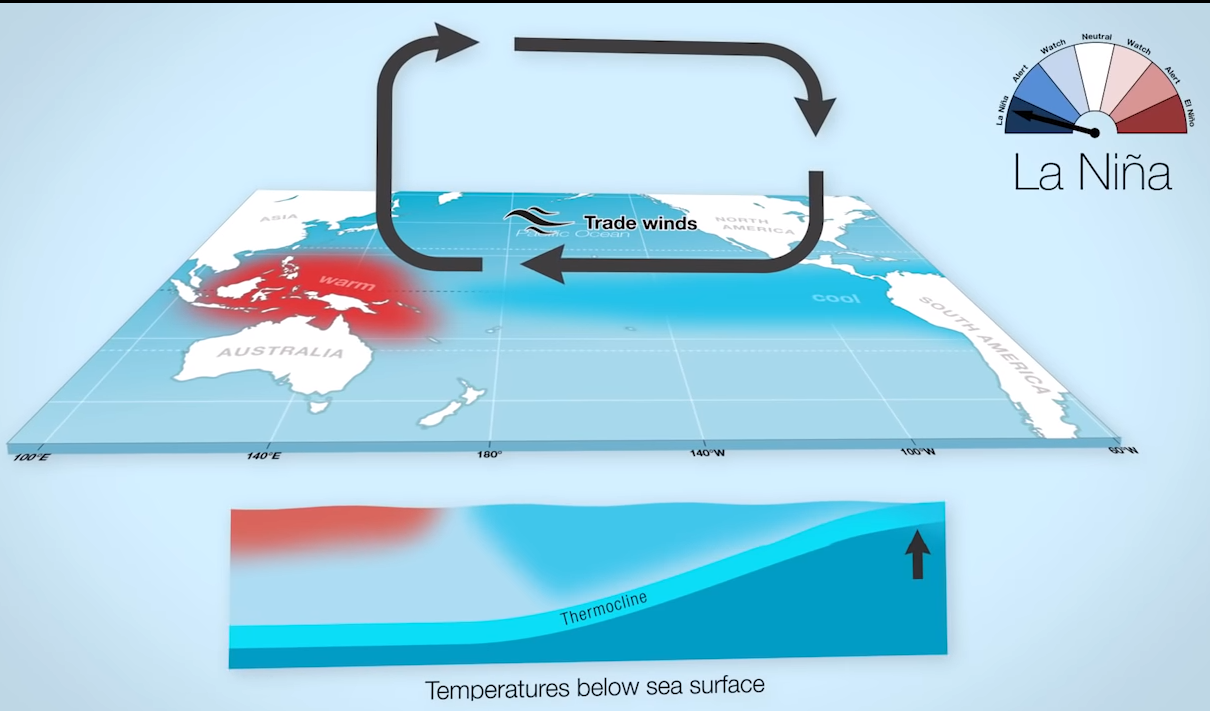 Watch
Neutral
Watch
Alert
Alert
La Niña
El Niño
La Niña
ASIA
Trade winds
Pacific Ocean
NORTH
AMERICA
warm
cool
SOUTH AMERICA
AUSTRALIA
100°E
140°E
180°
140°W
100°W
60°W
Thermocline
Temperatures below sea surface